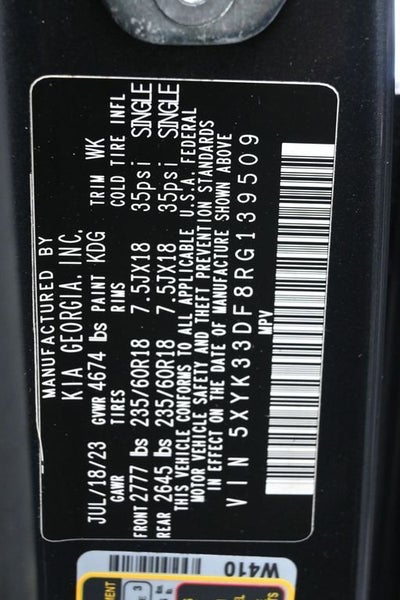 MANUFACTURED BY
KIA GEORGIA, INC.
JUL/18/23 GVWR 4674 lbs PAINT KDG TRIM WK
GAWR TIRES RIMS COLD TIRE INFL
FRONT 2777 lbs 235/60R18 7.5JX18 35psi SINGLE
REAR 2645 lbs 235/60R18 7.5JX18 35psi SINGLE
THIS VEHICLE CONFORMS TO ALL APPLICABLE U.S.A. FEDERAL
MOTOR VEHICLE SAFETY AND THEFT PREVENTION STANDARDS
IN EFFECT ON THE DATE OF MANUFACTURE SHOWN ABOVE
VIN 5XYK33DF8RG139509
MPV
W410